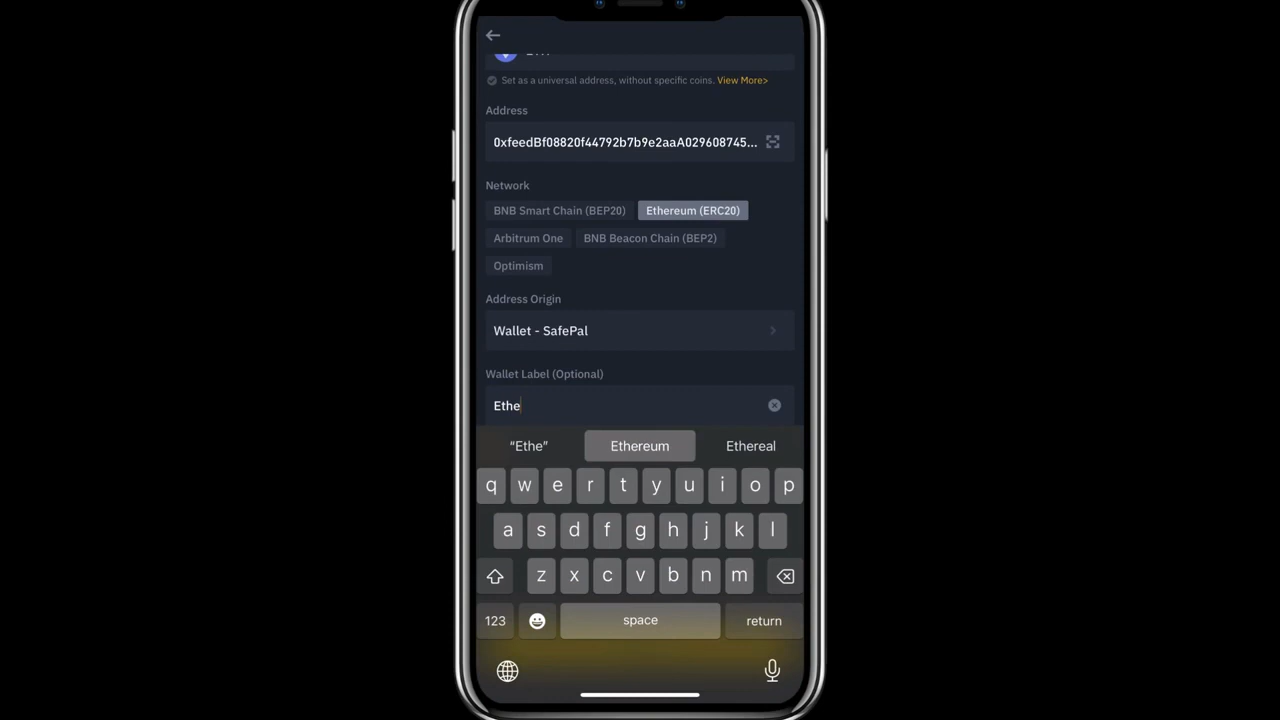 Set as a universal address, without specific coins. View More>
Address
0xfeedBf08820f44792b7b9e2aaA029608745...
Network
BNB Smart Chain (BEP20) Ethereum (ERC20)
Arbitrum One BNB Beacon Chain (BEP2)
Optimism
Address Origin
Wallet - SafePal
Wallet Label (Optional)
Ethe
“Ethe” Ethereum Ethereal
q w e r t y u i o p
a s d f g h j k l
z x c v b n m
123 space return